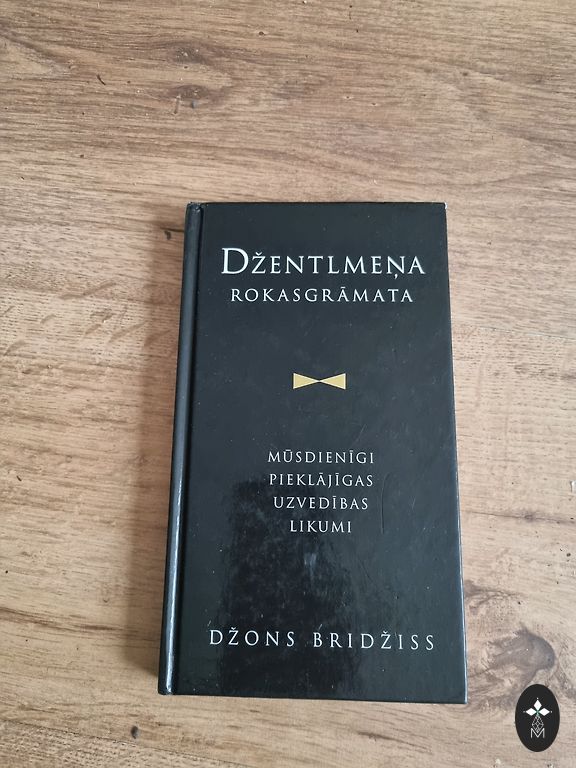 DŽENTLMEŅA
ROKASGRĀMATA
MŪSDIENĪGI
PIEKLĀJĪGAS
UZVEDĪBAS
LIKUMI
DŽONS BRIDŽISS
M